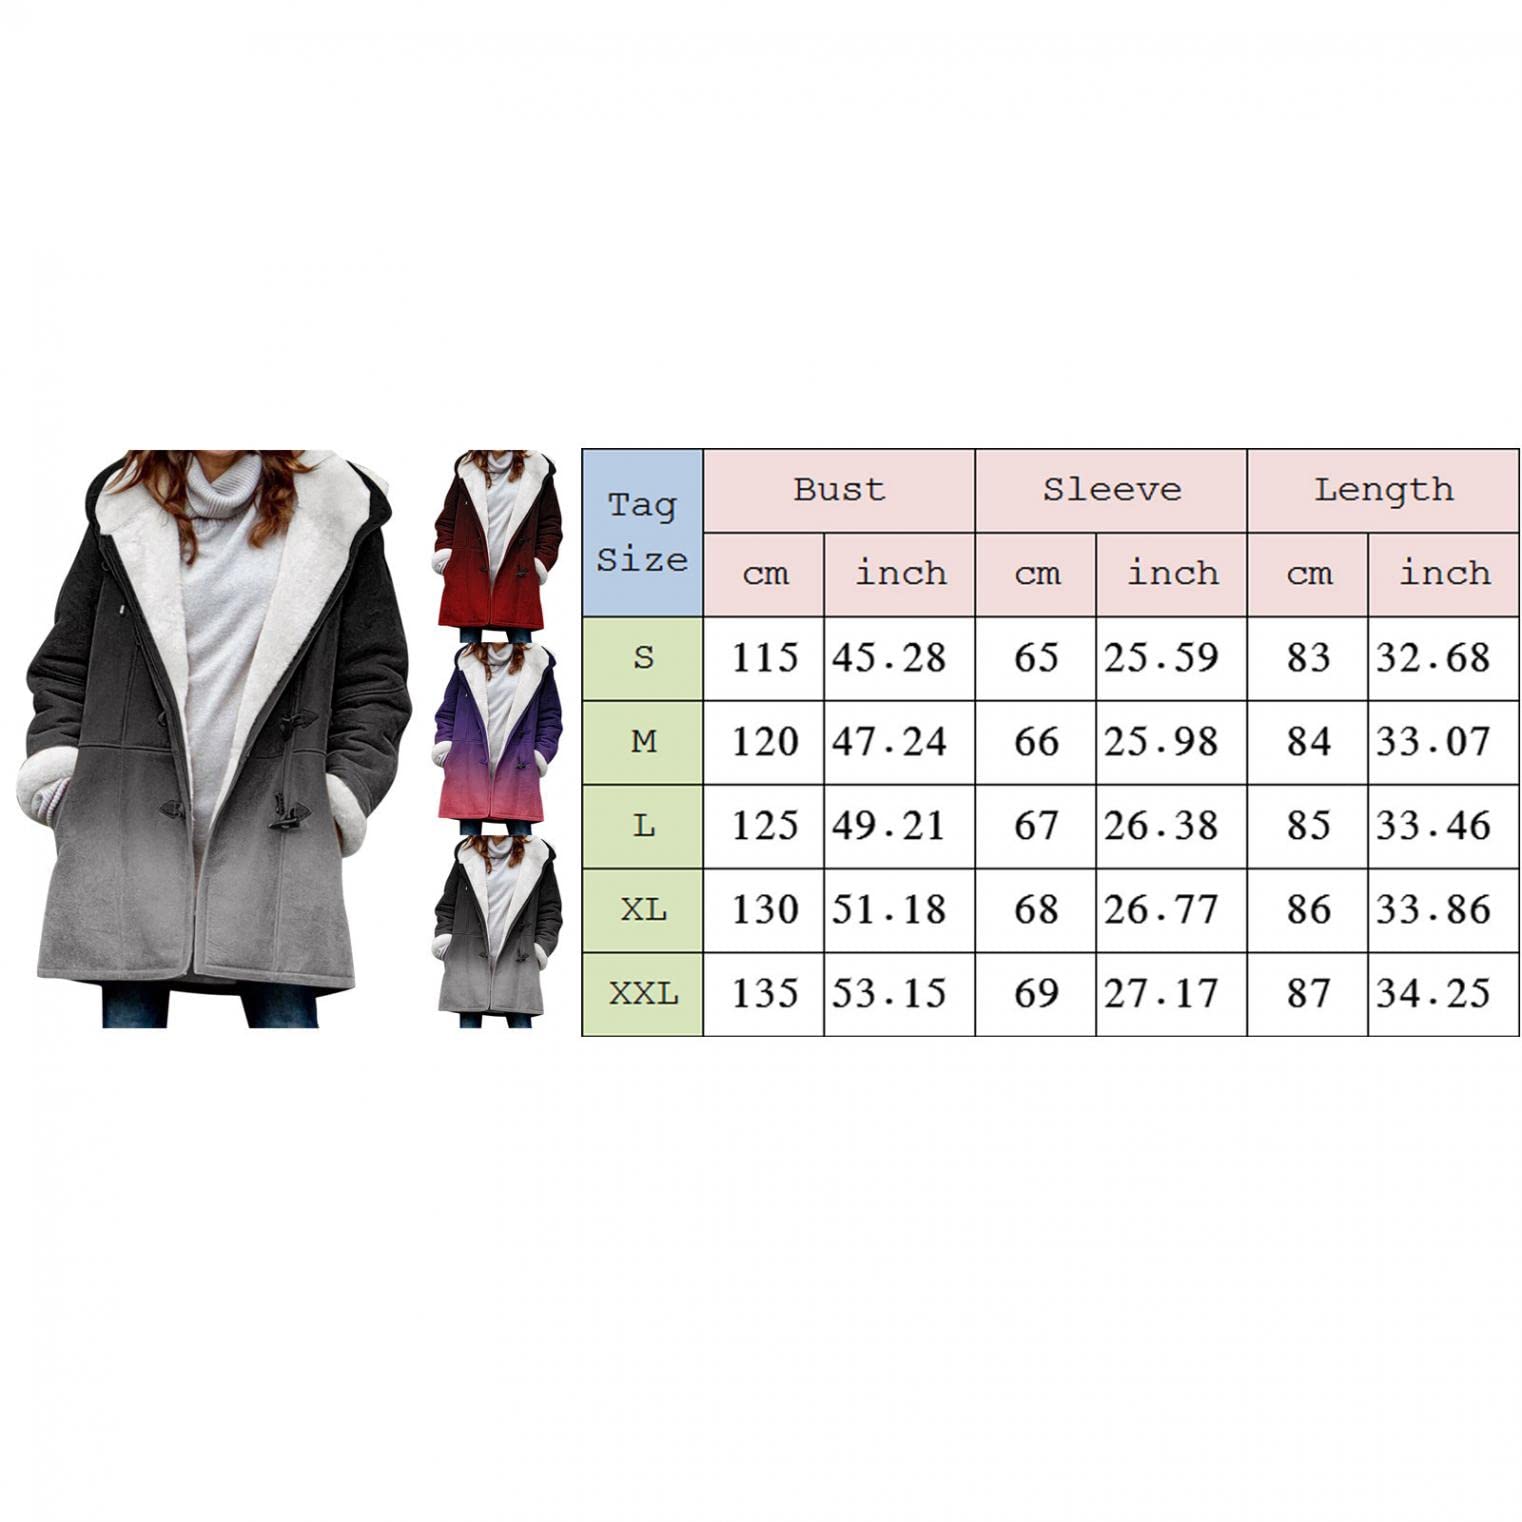 Tag Size Bust Sleeve Length
cm inch cm inch cm inch
S 115 45.28 65 25.59 83 32.68
M 120 47.24 66 25.98 84 33.07
L 125 49.21 67 26.38 85 33.46
XL 130 51.18 68 26.77 86 33.86
XXL 135 53.15 69 27.17 87 34.25